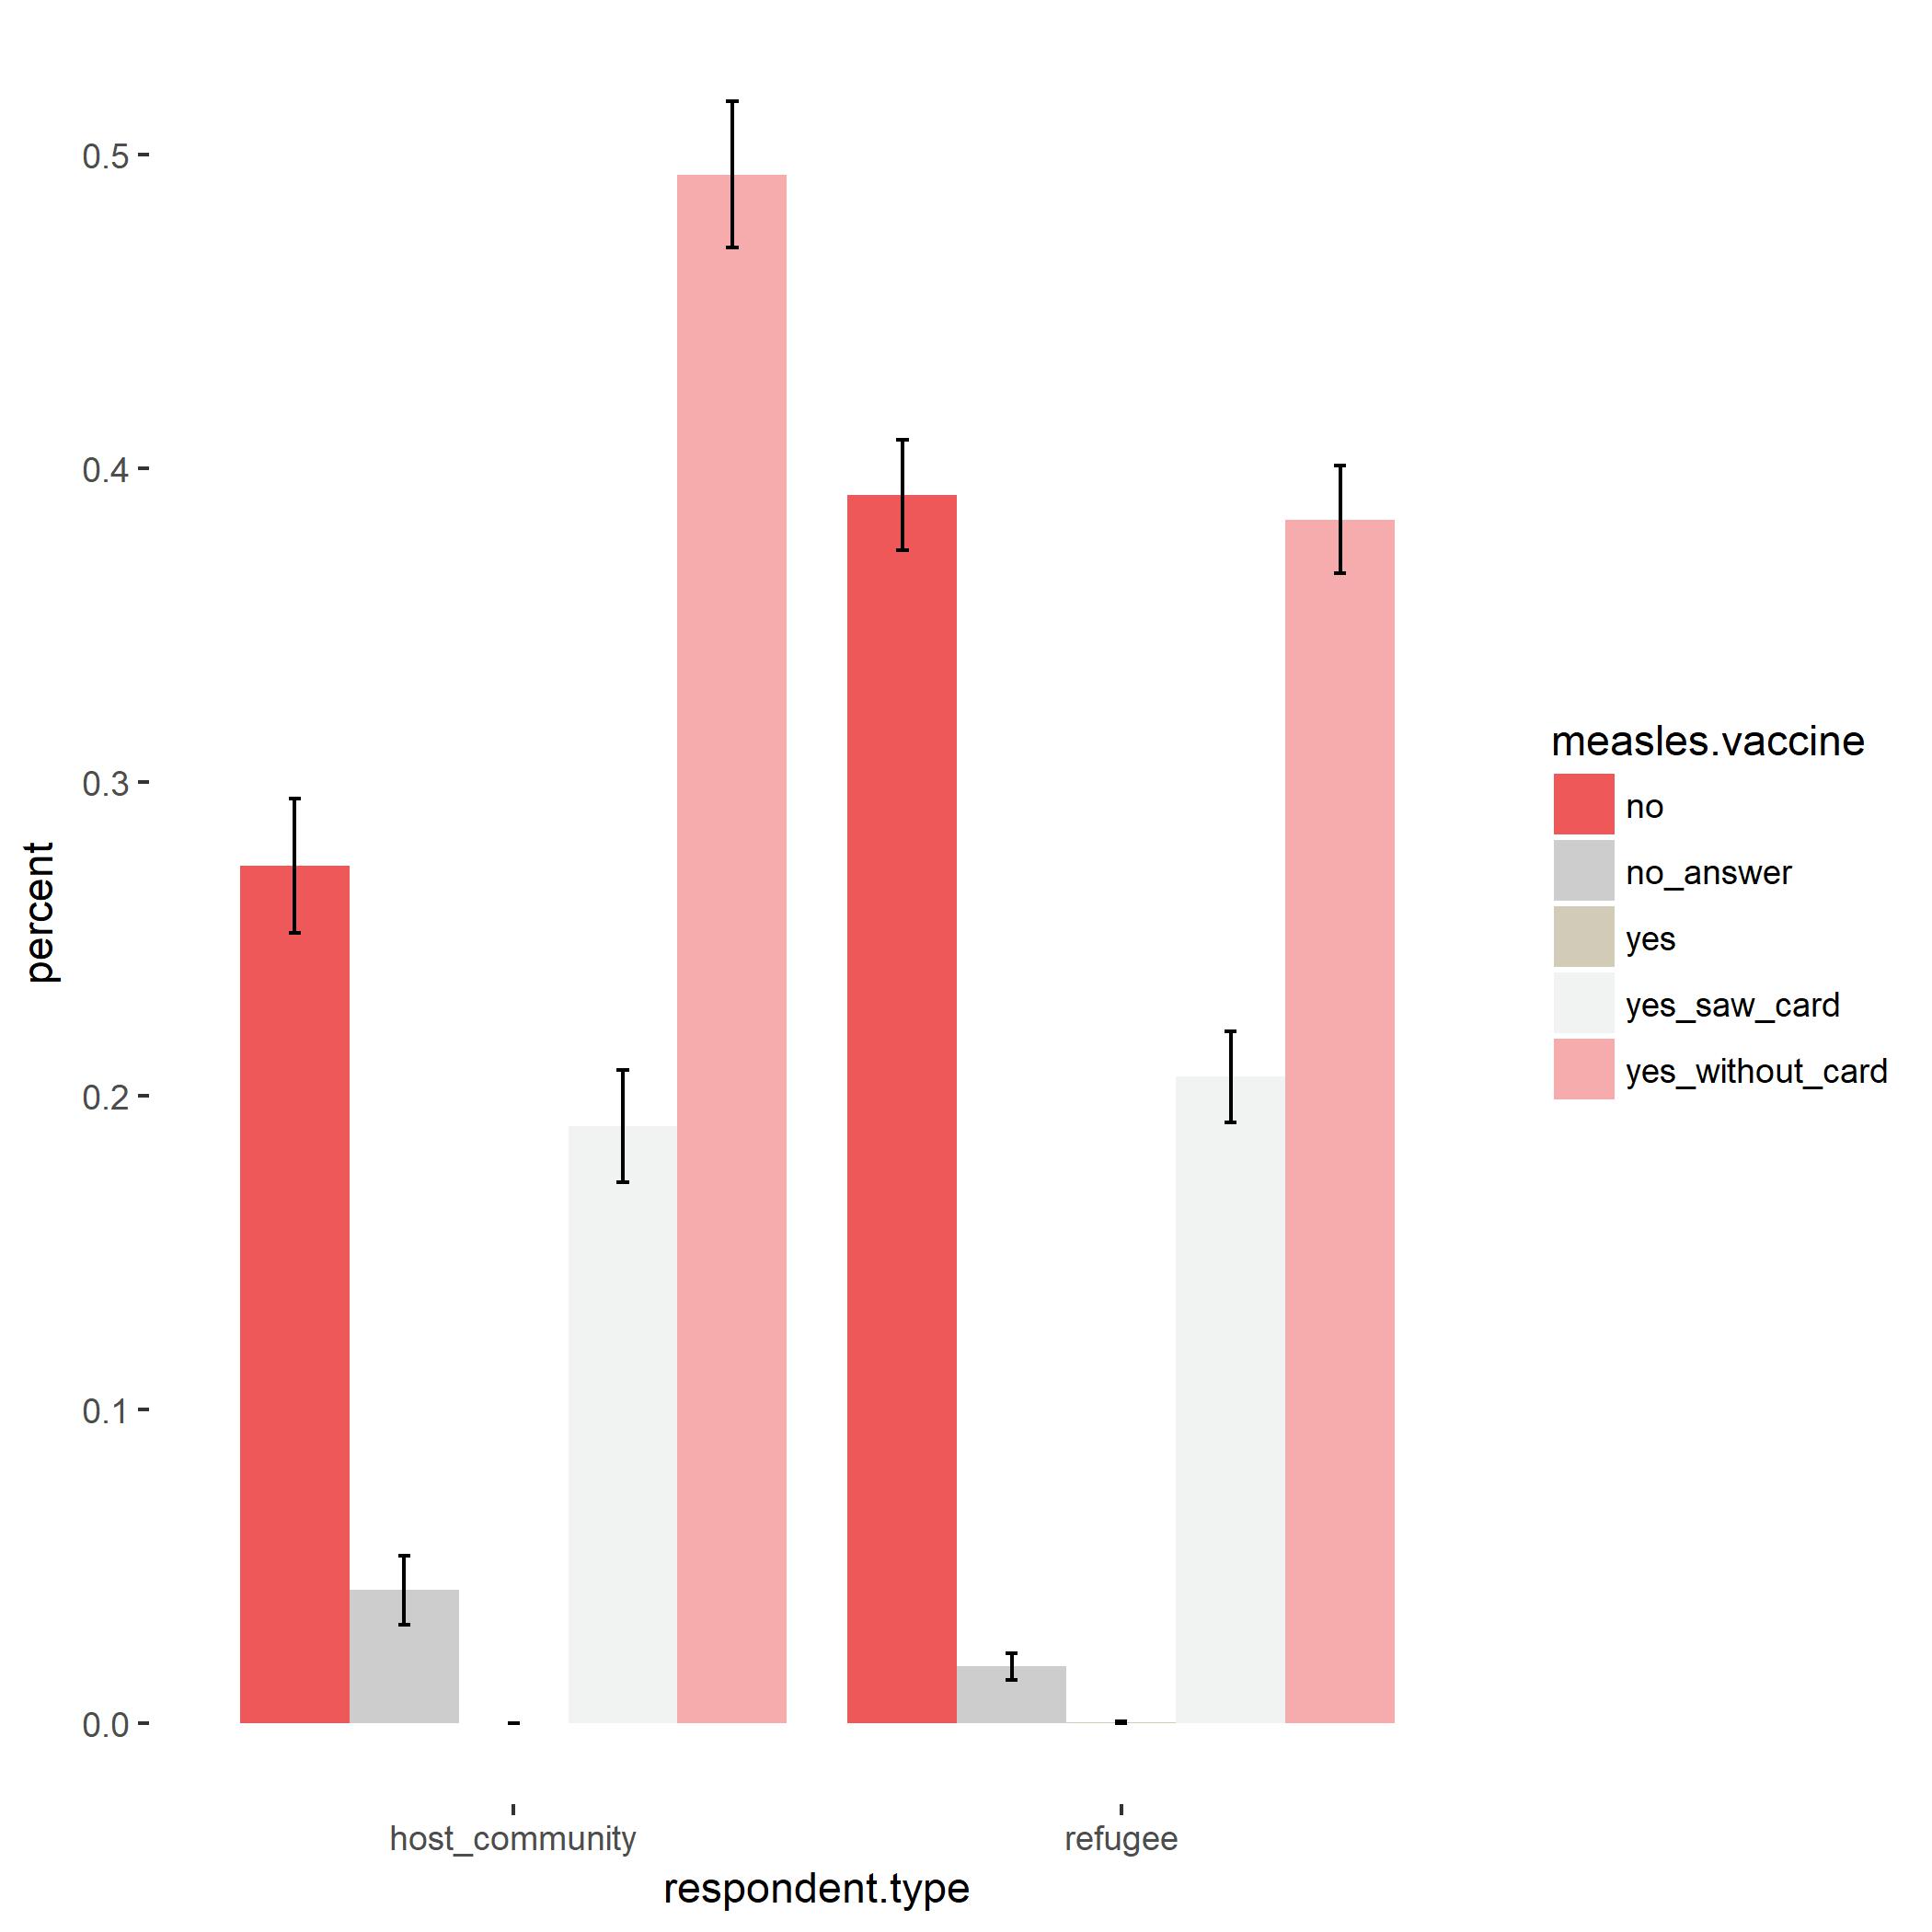 percent
0.5
0.4
0.3
0.2
0.1
0.0
host_community
refugee
respondent.type
measles.vaccine
no
no_answer
yes
yes_saw_card
yes_without_card